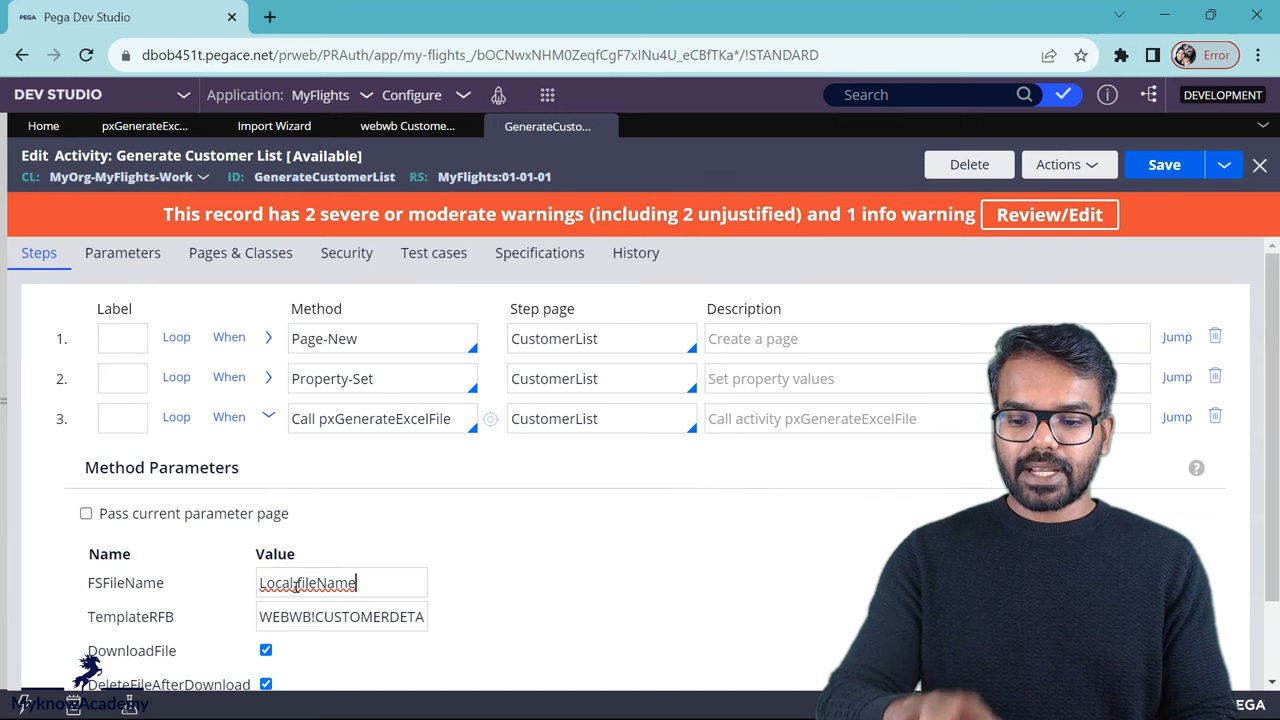 PEGA Pega Dev Studio
dbob451t.pegace.net/prweb/PRAuth/app/my-flights_/bOCNwxNHM0ZeqfCgF7xINu4U_eCBfTKa*/!STANDARD Error
DEV STUDIO Application: MyFlights Configure Search DEVELOPMENT
Home pxGenerateExc... Import Wizard webwb Custome... GenerateCusto...
Edit Activity: Generate Customer List [Available] Delete Actions Save
CL: MyOrg-MyFlights-Work ID: GenerateCustomerList RS: MyFlights:01-01-01
This record has 2 severe or moderate warnings (including 2 unjustified) and 1 info warning Review/Edit
Steps Parameters Pages & Classes Security Test cases Specifications History
Label Method Step page Description
1. Loop When Page-New CustomerList Create a page Jump
2. Loop When Property-Set CustomerList Set property values Jump
3. Loop When Call pxGenerateExcelFile CustomerList Call activity pxGenerateExcelFile Jump
Method Parameters
Pass current parameter page
Name Value
FSFileName LocalfileName
TemplateRFB WEBWB!CUSTOMERDETA
DownloadFile
DeleteFileAfterDownload
MyknowAcademy EGA